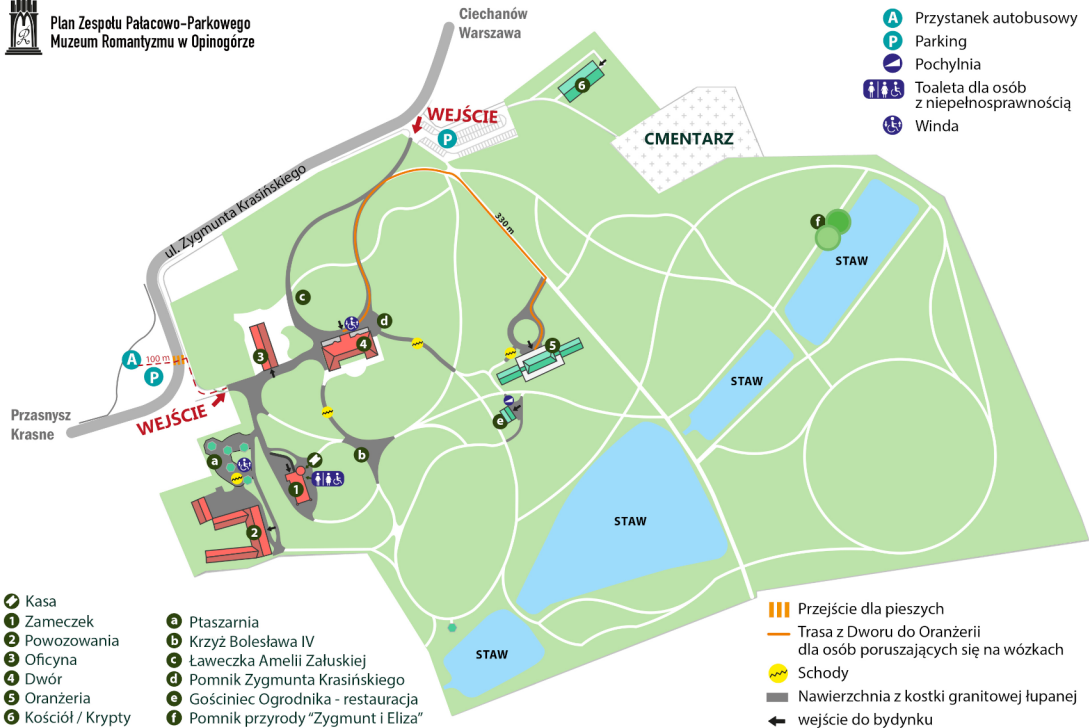 Plan Zespołu Pałacowo-Parkowego
Muzeum Romantyzmu w Opinogórze
Ciechanów
Warszawa
A Przystanek autobusowy
P Parking
Pochylnia
Toaleta dla osób
z niepełnosprawnością
Winda
WEJŚCIE
P
6
CMENTARZ
ul. Zygmunta Krasińskiego
330 m
f
STAW
c
d
3
4
5
A
100 m
P
STAW
Przasnysz
Krasne
WEJŚCIE
e
a
b
1
2
STAW
STAW
Kasa
1 Zameczek
2 Powozowania
3 Oficyna
4 Dwór
5 Oranżeria
6 Kościół / Krypty
a Ptaszarnia
b Krzyż Bolesława IV
c Ławeczka Amelii Załuskiej
d Pomnik Zygmunta Krasińskiego
e Gościniec Ogrodnika - restauracja
f Pomnik przyrody "Zygmunt i Eliza"
Przejście dla pieszych
Trasa z Dworu do Oranżerii
dla osób poruszających się na wózkach
Schody
Nawierzchnia z kostki granitowej łupanej
wejście do bydynku